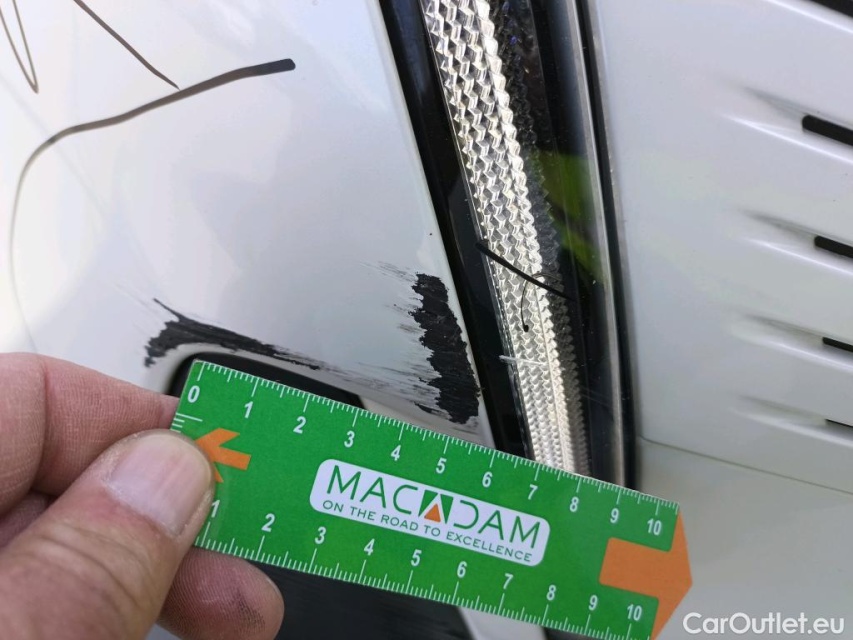 0 1 2 3 4 5 6 7 8 9 10
MACADAM
ON THE ROAD TO EXCELLENCE
1 2 3 4 5 6 7 8 9 10
CarOutlet.eu